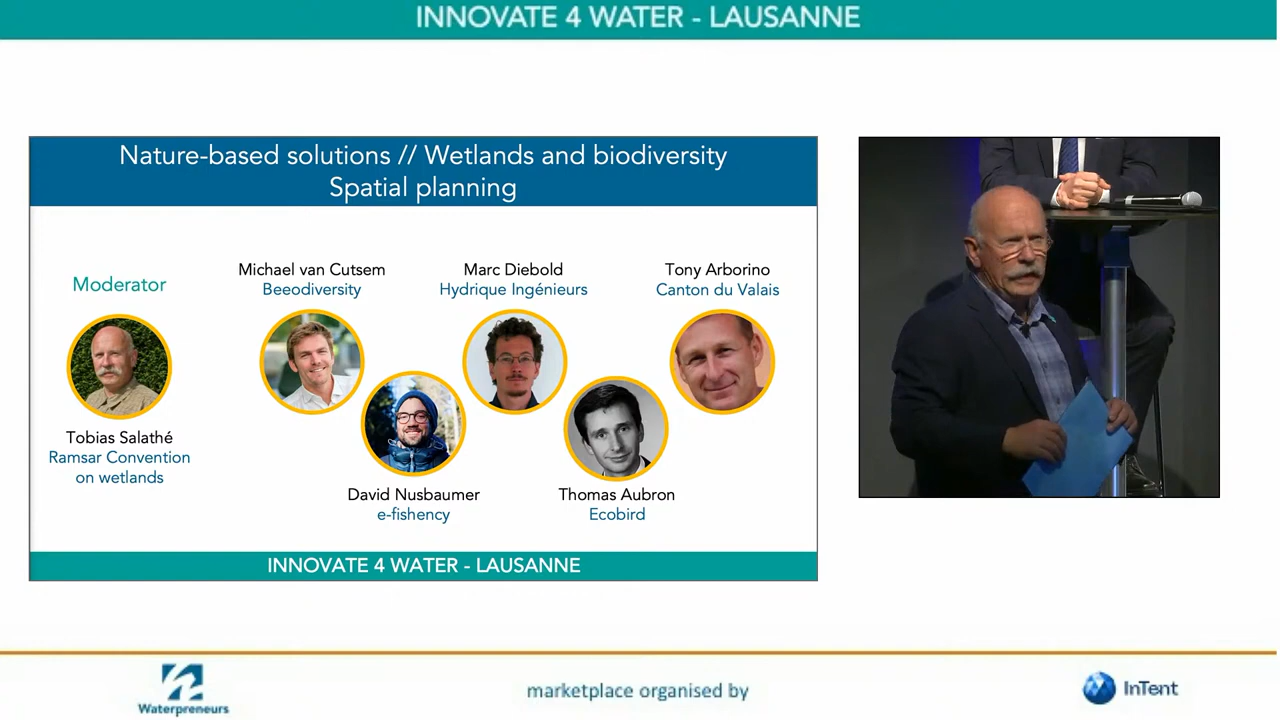 INNOVATE 4 WATER - LAUSANNE
Nature-based solutions // Wetlands and biodiversity
Spatial planning
Moderator
Tobias Salathé
Ramsar Convention
on wetlands
Michael van Cutsem
Beeodiversity
David Nusbaumer
e-fishency
Marc Diebold
Hydrique Ingénieurs
Thomas Aubron
Ecobird
Tony Arborino
Canton du Valais
INNOVATE 4 WATER - LAUSANNE
Waterpreneurs
marketplace organised by
InTent